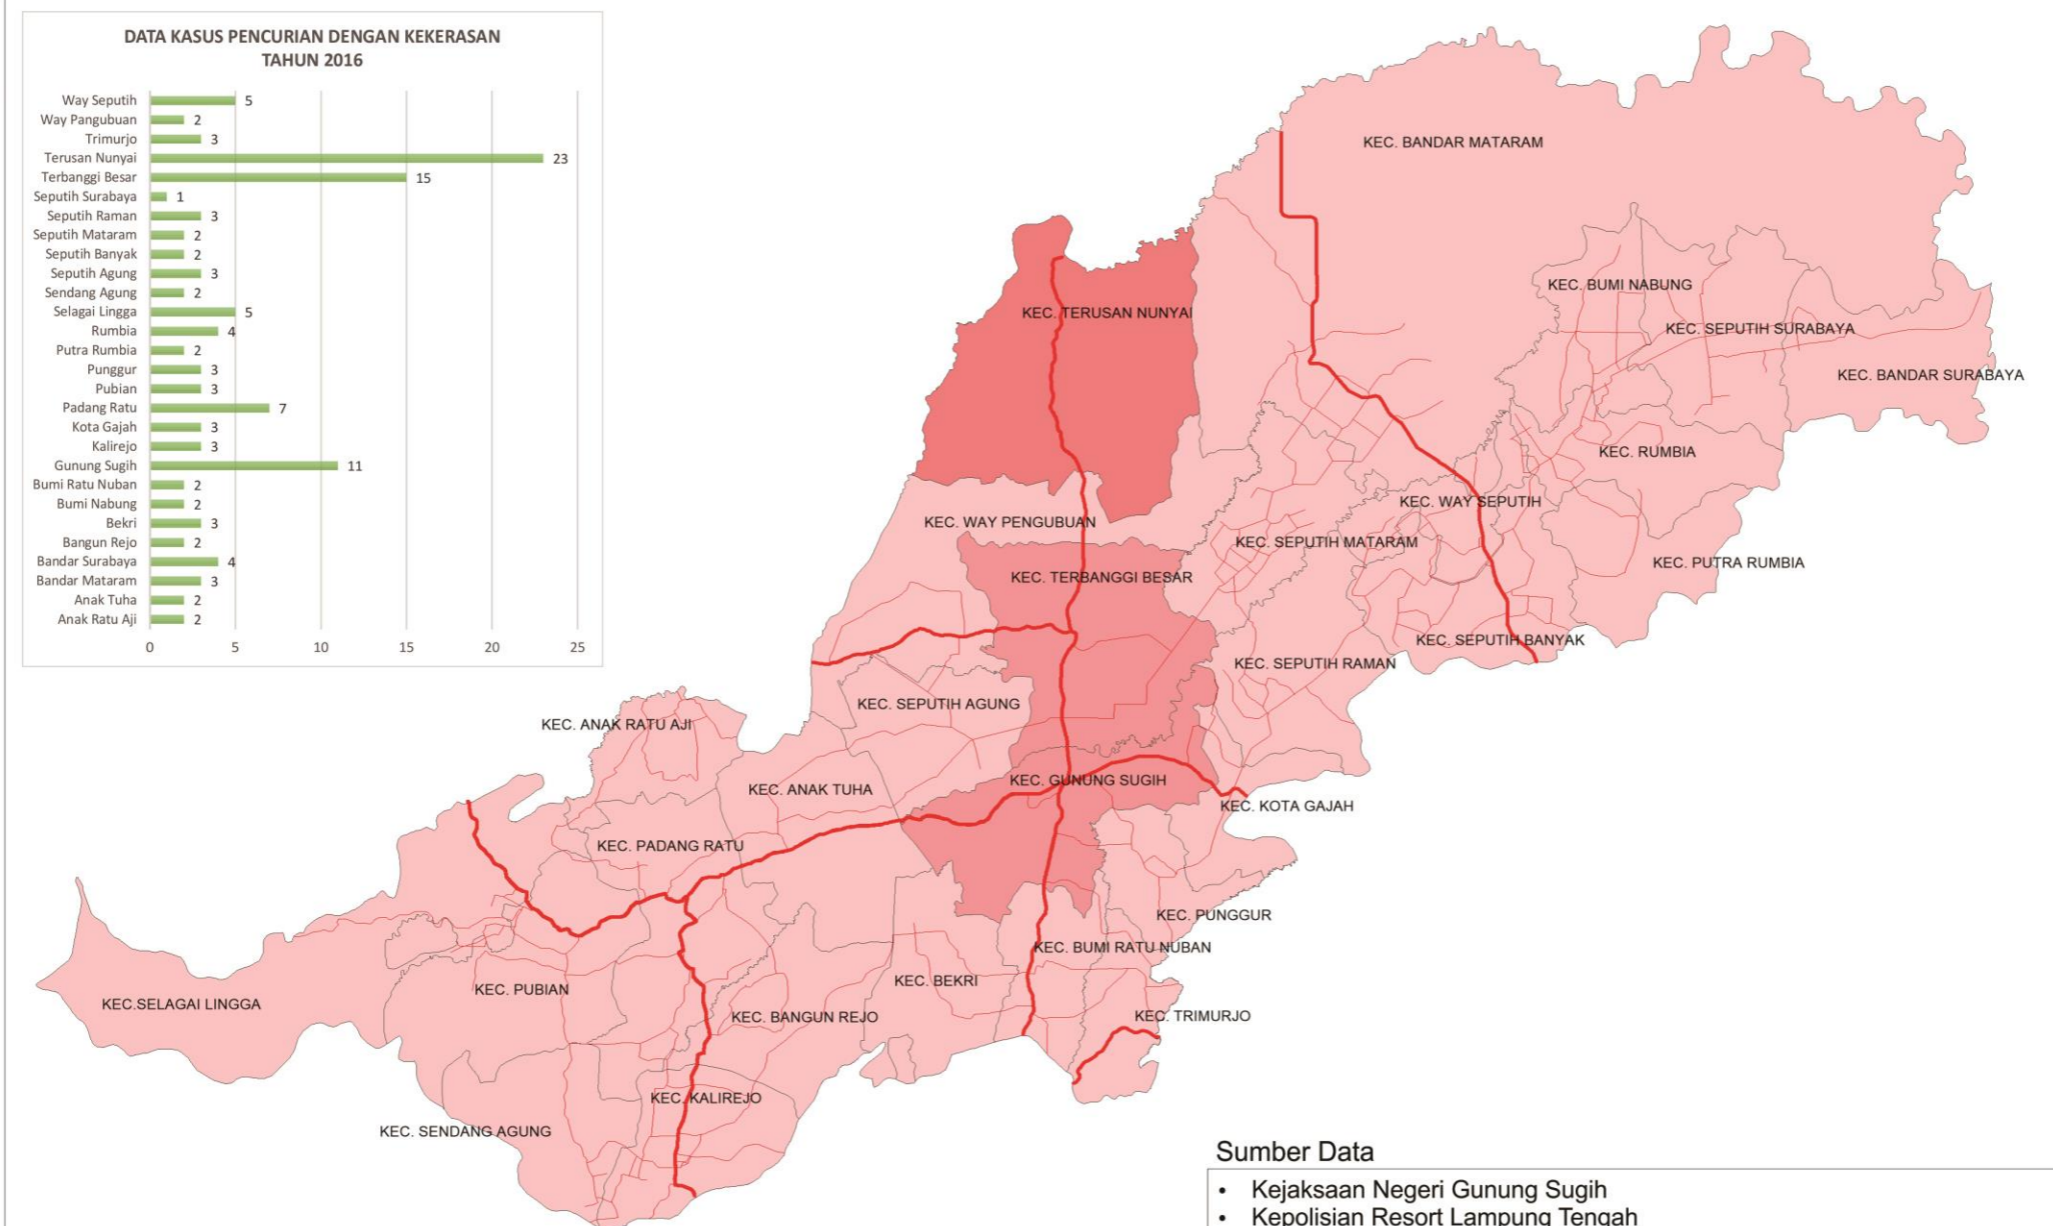 DATA KASUS PENCURIAN DENGAN KEKERASAN
TAHUN 2016
Way Seputih 5
Way Pangubuan 2
Trimurjo 3
Terusan Nunyai 23
Terbanggi Besar 15
Seputih Surabaya 1
Seputih Raman 3
Seputih Mataram 2
Seputih Banyak 2
Seputih Agung 3
Sendang Agung 2
Selagai Lingga 5
Rumbia 4
Putra Rumbia 2
Punggur 3
Pubian 3
Padang Ratu 7
Kota Gajah 3
Kalirejo 3
Gunung Sugih 11
Bumi Ratu Nuban 2
Bumi Nabung 2
Bekri 3
Bangun Rejo 2
Bandar Surabaya 4
Bandar Mataram 3
Anak Tuha 2
Anak Ratu Aji 2
0 5 10 15 20 25
KEC. BANDAR MATARAM
KEC. BUMI NABUNG
KEC. TERUSAN NUNYAI
KEC. SEPUTIH SURABAYA
KEC. BANDAR SURABAYA
KEC. RUMBIA
KEC. WAY SEPUTIH
KEC. WAY PENGUBUAN
KEC. SEPUTIH MATARAM
KEC. PUTRA RUMBIA
KEC. TERBANGGI BESAR
KEC. SEPUTIH BANYAK
KEC. SEPUTIH RAMAN
KEC. SEPUTIH AGUNG
KEC. ANAK RATU AJI
KEC. GUNUNG SUGIH
KEC. ANAK TUHA
KEC. KOTA GAJAH
KEC. PADANG RATU
KEC. PUNGGUR
KEC. BUMI RATU NUBAN
KEC. BEKRI
KEC. PUBIAN
KEC.SELAGAI LINGGA
KEC. BANGUN REJO
KEC. TRIMURJO
KEC. KALIREJO
KEC. SENDANG AGUNG
Sumber Data
• Kejaksaan Negeri Gunung Sugih
• Kepolisian Resort Lampung Tengah